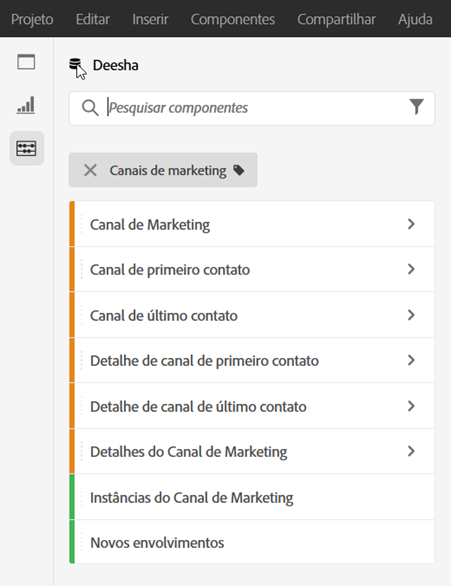 Projeto Editar Inserir Componentes Compartilhar Ajuda
Deesha
Pesquisar componentes
Canais de marketing
Canal de Marketing
Canal de primeiro contato
Canal de último contato
Detalhe de canal de primeiro contato
Detalhe de canal de último contato
Detalhes do Canal de Marketing
Instâncias do Canal de Marketing
Novos envolvimentos